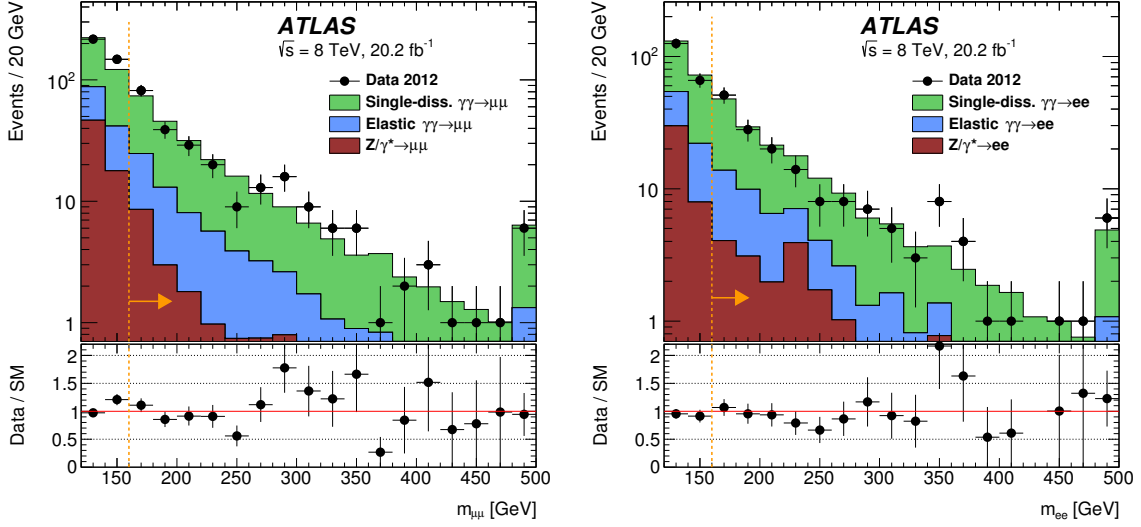 ATLAS
√s = 8 TeV, 20.2 fb⁻¹
Data 2012
Single-diss. γγ→μμ
Elastic γγ→μμ
Z/γ*→μμ
Events / 20 GeV
10²
10
1
Data / SM
2
1.5
1
0.5
0
150 200 250 300 350 400 450 500
m_μμ [GeV]
ATLAS
√s = 8 TeV, 20.2 fb⁻¹
Data 2012
Single-diss. γγ→ee
Elastic γγ→ee
Z/γ*→ee
Events / 20 GeV
10²
10
1
Data / SM
2
1.5
1
0.5
0
150 200 250 300 350 400 450 500
m_ee [GeV]